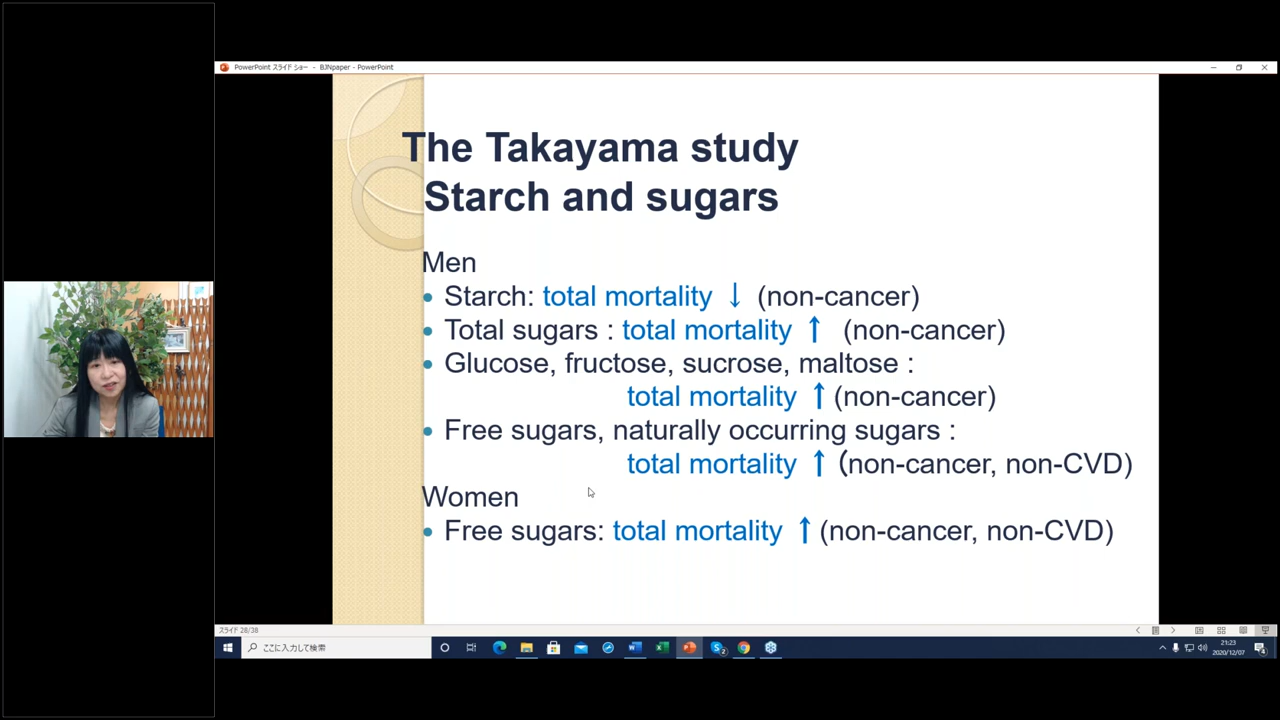 PowerPoint スライド ショー - BJNpaper - PowerPoint
The Takayama study
Starch and sugars
Men
• Starch: total mortality ↓ (non-cancer)
• Total sugars : total mortality ↑ (non-cancer)
• Glucose, fructose, sucrose, maltose :
total mortality ↑ (non-cancer)
• Free sugars, naturally occurring sugars :
total mortality ↑ (non-cancer, non-CVD)
Women
• Free sugars: total mortality ↑ (non-cancer, non-CVD)
スライド 28/38
ここに入力して検索
21:23
2020/12/07